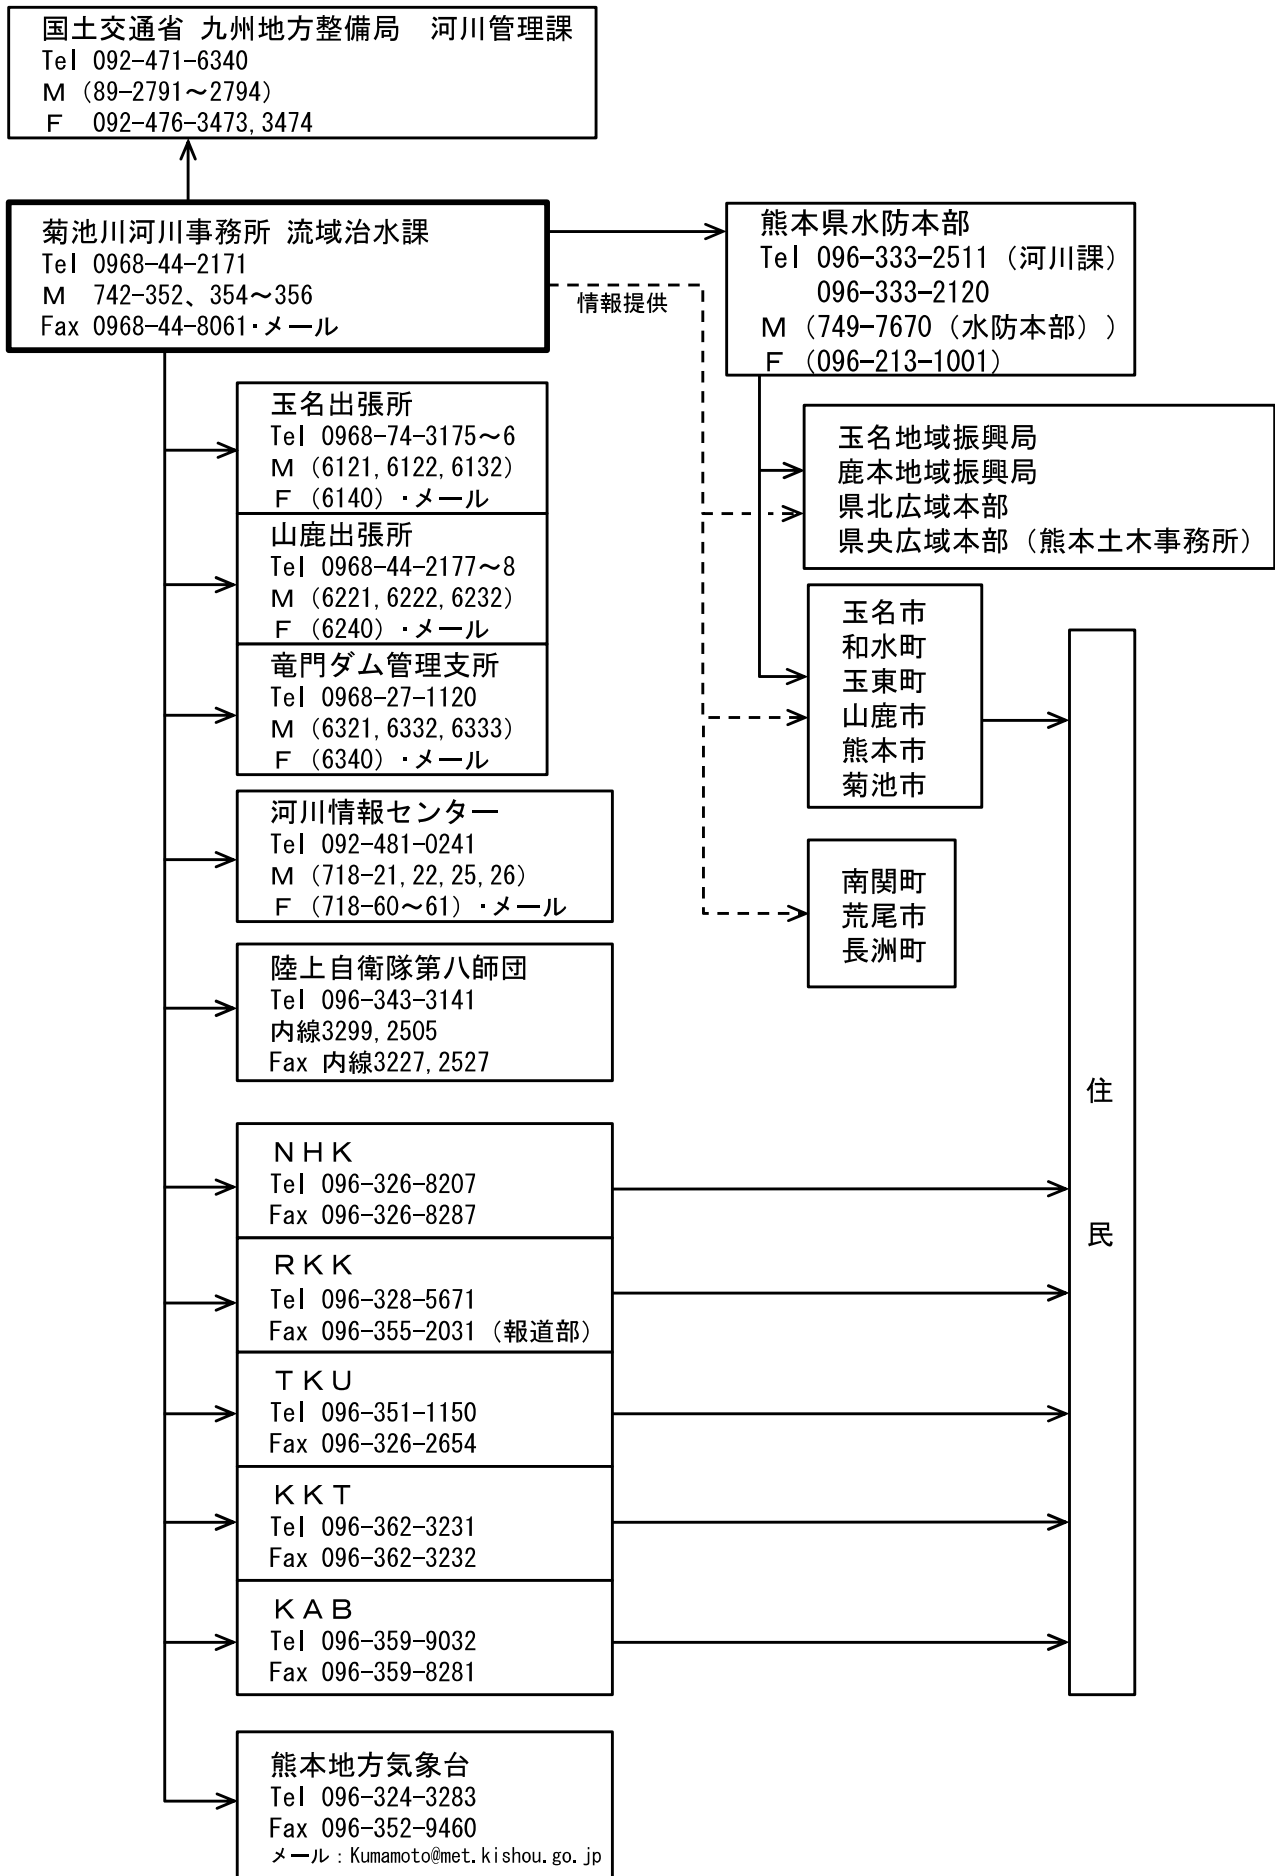 国土交通省 九州地方整備局　河川管理課
Tel 092-471-6340
M (89-2791～2794)
F 092-476-3473, 3474
菊池川河川事務所 流域治水課
Tel 0968-44-2171
M 742-352、354～356
Fax 0968-44-8061・メール
情報提供
熊本県水防本部
Tel 096-333-2511（河川課）
096-333-2120
M（749-7670（水防本部））
F（096-213-1001）
玉名出張所
Tel 0968-74-3175～6
M（6121, 6122, 6132）
F（6140）・メール
山鹿出張所
Tel 0968-44-2177～8
M（6221, 6222, 6232）
F（6240）・メール
竜門ダム管理支所
Tel 0968-27-1120
M（6321, 6332, 6333）
F（6340）・メール
玉名地域振興局
鹿本地域振興局
県北広域本部
県央広域本部（熊本土木事務所）
玉名市
和水町
玉東町
山鹿市
熊本市
菊池市
南関町
荒尾市
長洲町
河川情報センター
Tel 092-481-0241
M（718-21, 22, 25, 26）
F（718-60～61）・メール
陸上自衛隊第八師団
Tel 096-343-3141
内線3299, 2505
Fax 内線3227, 2527
NHK
Tel 096-326-8207
Fax 096-326-8287
RKK
Tel 096-328-5671
Fax 096-355-2031（報道部）
TKU
Tel 096-351-1150
Fax 096-326-2654
KKT
Tel 096-362-3231
Fax 096-362-3232
KAB
Tel 096-359-9032
Fax 096-359-8281
住
民
熊本地方気象台
Tel 096-324-3283
Fax 096-352-9460
メール：Kumamoto@met.kishou.go.jp